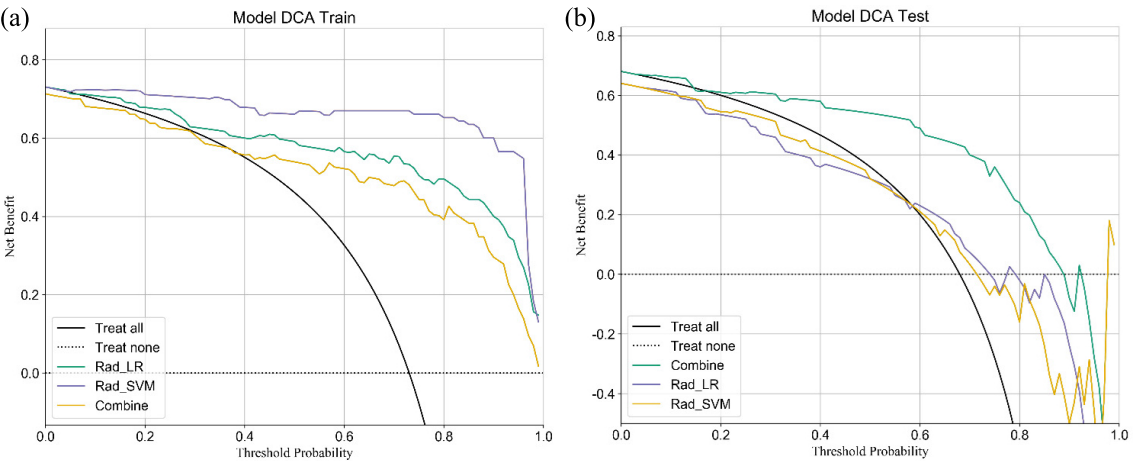 (a)
Model DCA Train
0.8
0.6
0.4
0.2
0.0
Net Benefit
Treat all
Treat none
Rad_LR
Rad_SVM
Combine
0.0 0.2 0.4 0.6 0.8 1.0
Threshold Probability
(b)
Model DCA Test
0.8
0.6
0.4
0.2
0.0
-0.2
-0.4
Net Benefit
Treat all
Treat none
Combine
Rad_LR
Rad_SVM
0.0 0.2 0.4 0.6 0.8 1.0
Threshold Probability